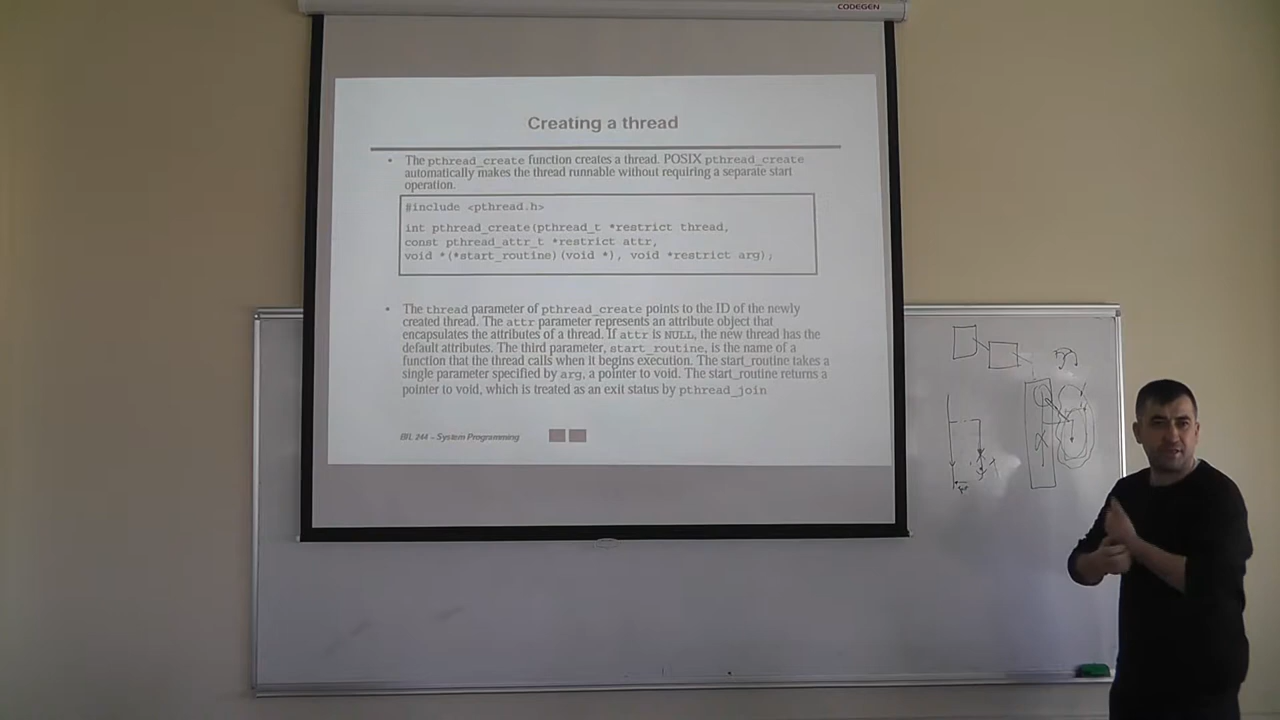 CODEGEN
Creating a thread
• The pthread_create function creates a thread. POSIX pthread_create
automatically makes the thread runnable without requiring a separate start
operation.
#include <pthread.h>
int pthread_create(pthread_t *restrict thread,
const pthread_attr_t *restrict attr,
void *(*start_routine)(void *), void *restrict arg);
• The thread parameter of pthread_create points to the ID of the newly
created thread. The attr parameter represents an attribute object that
encapsulates the attributes of a thread. If attr is NULL, the new thread has the
default attributes. The third parameter, start_routine, is the name of a
function that the thread calls when it begins execution. The start_routine takes a
single parameter specified by arg, a pointer to void. The start_routine returns a
pointer to void, which is treated as an exit status by pthread_join
BIL 244 – System Programming